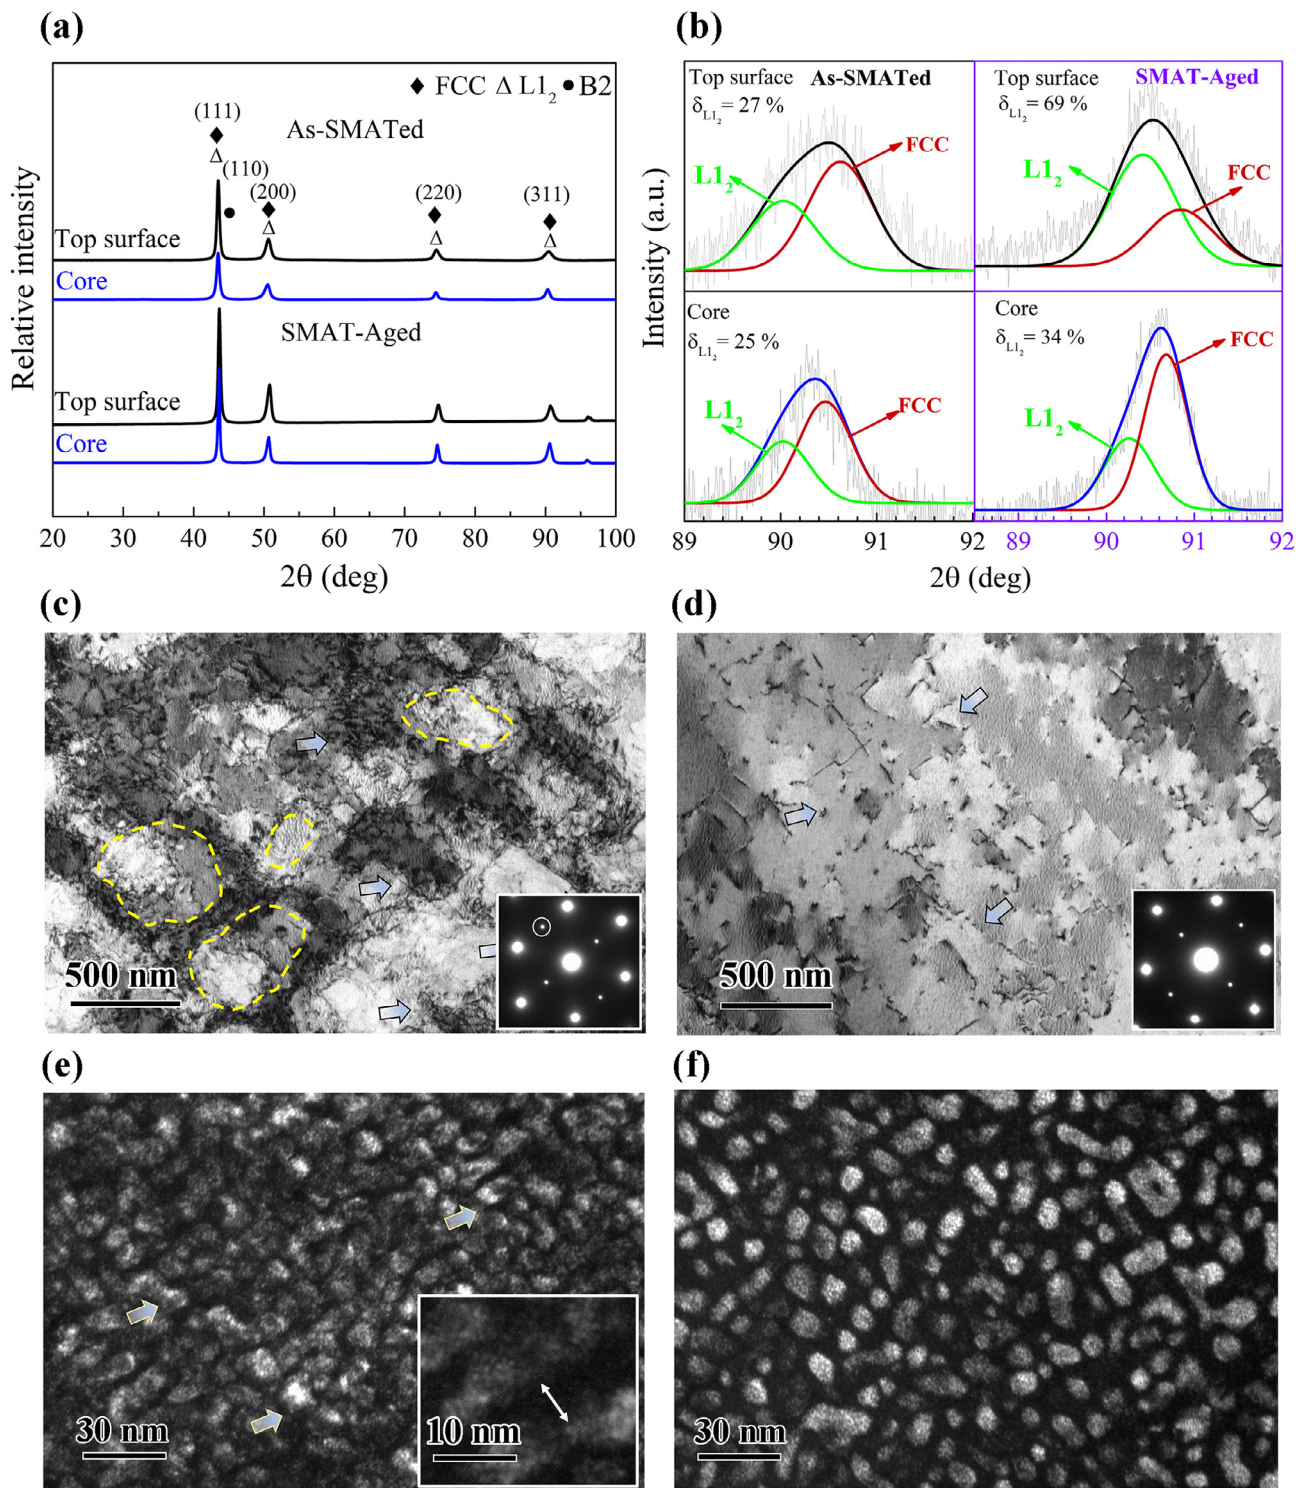 (a)
◆ FCC Δ L1₂ ● B2
(111)
As-SMATed
◆
Δ
(110)
●
(200)
◆
Δ
(220)
◆
Δ
(311)
◆
Δ
Top surface
Core
SMAT-Aged
Top surface
Core
Relative intensity
20 30 40 50 60 70 80 90 100
2θ (deg)
(b)
Top surface As-SMATed
δL1₂ = 27 %
FCC
L1₂
Top surface SMAT-Aged
δL1₂ = 69 %
L1₂
FCC
Core
δL1₂ = 25 %
L1₂
FCC
Core
δL1₂ = 34 %
FCC
L1₂
Intensity (a.u.)
89 90 91 92
89 90 91 92
2θ (deg)
(c)
500 nm
(d)
500 nm
(e)
30 nm
10 nm
(f)
30 nm